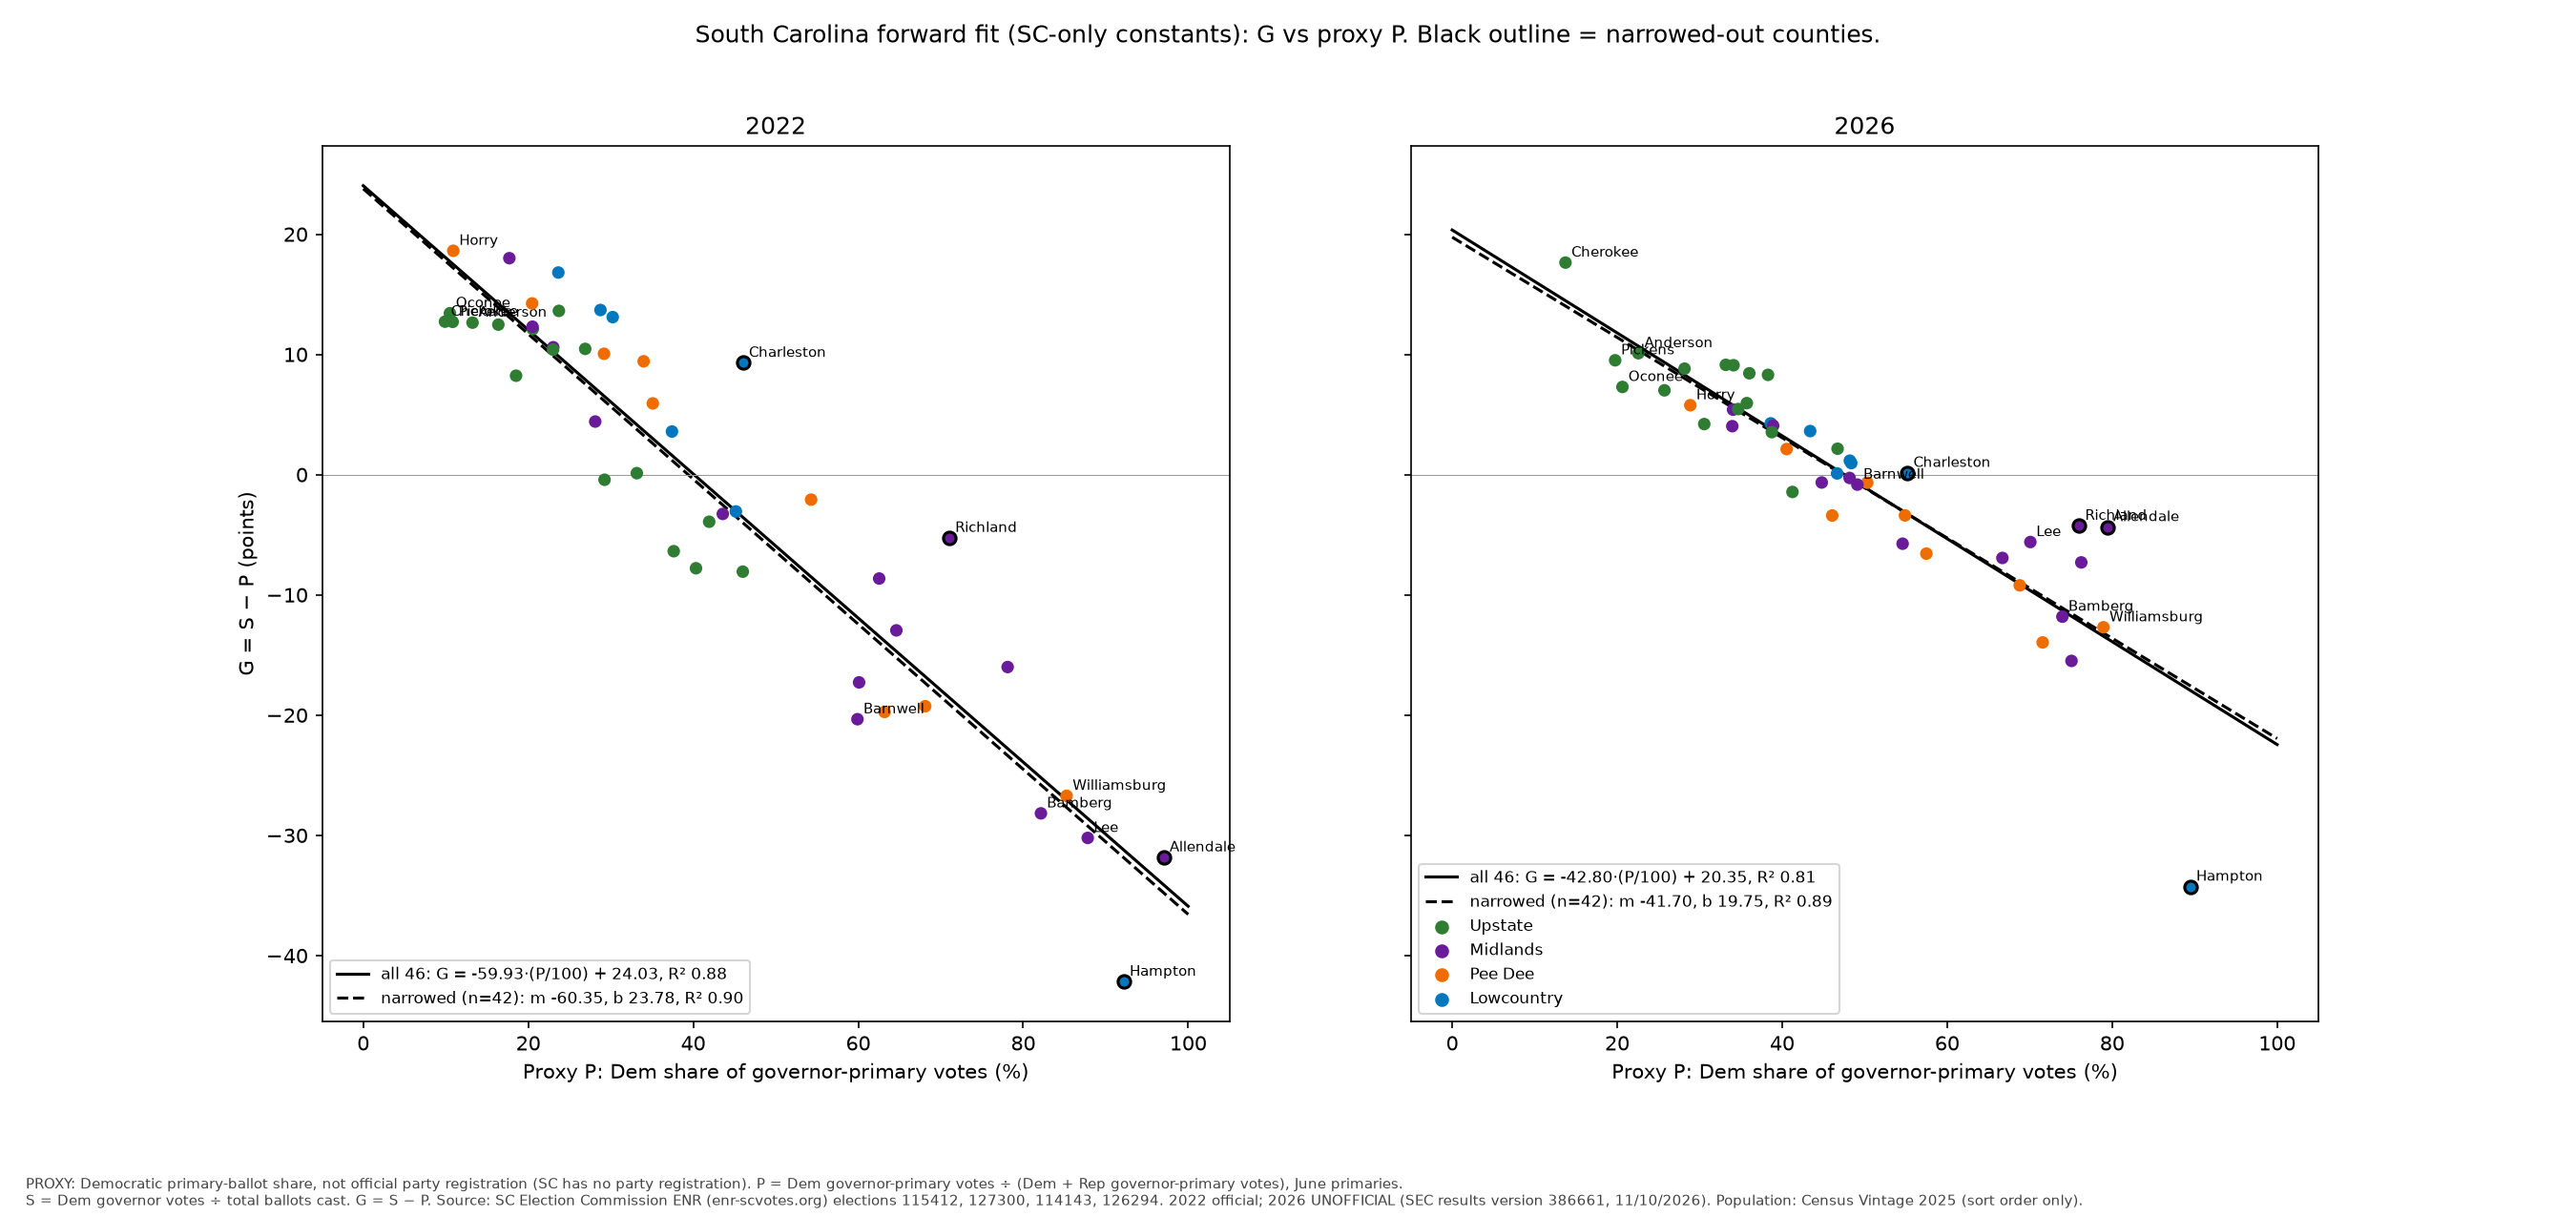 South Carolina forward fit (SC-only constants): G vs proxy P. Black outline = narrowed-out counties.
2022
G = S − P (points)
20
10
0
−10
−20
−30
−40
Horry
Oconee
Cherokee
Pickens
Anderson
Charleston
Richland
Barnwell
Williamsburg
Bamberg
Lee
Allendale
Hampton
all 46: G = -59.93·(P/100) + 24.03, R² 0.88
narrowed (n=42): m -60.35, b 23.78, R² 0.90
0 20 40 60 80 100
Proxy P: Dem share of governor-primary votes (%)
2026
Cherokee
Anderson
Pickens
Oconee
Horry
Charleston
Barnwell
Richland
Allendale
Lee
Bamberg
Williamsburg
Hampton
all 46: G = -42.80·(P/100) + 20.35, R² 0.81
narrowed (n=42): m -41.70, b 19.75, R² 0.89
Upstate
Midlands
Pee Dee
Lowcountry
0 20 40 60 80 100
Proxy P: Dem share of governor-primary votes (%)
PROXY: Democratic primary-ballot share, not official party registration (SC has no party registration). P = Dem governor-primary votes ÷ (Dem + Rep governor-primary votes), June primaries.
S = Dem governor votes ÷ total ballots cast. G = S − P. Source: SC Election Commission ENR (enr-scvotes.org) elections 115412, 127300, 114143, 126294. 2022 official; 2026 UNOFFICIAL (SEC results version 386661, 11/10/2026). Population: Census Vintage 2025 (sort order only).